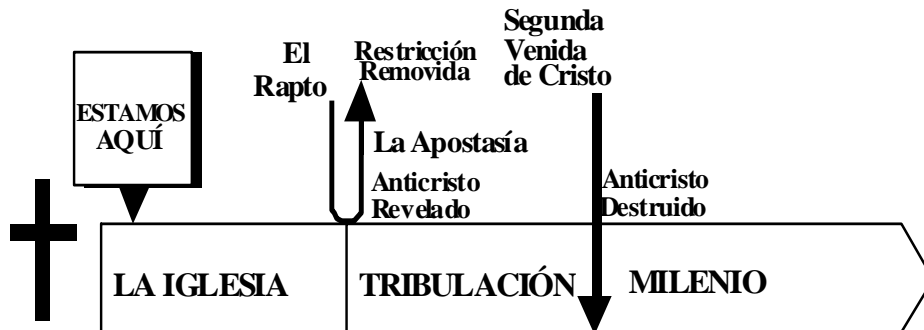 ESTAMOS
AQUÍ
El
Rapto
Restricción
Removida
La Apostasía
Anticristo
Revelado
Segunda
Venida
de Cristo
Anticristo
Destruido
LA IGLESIA
TRIBULACIÓN
MILENIO